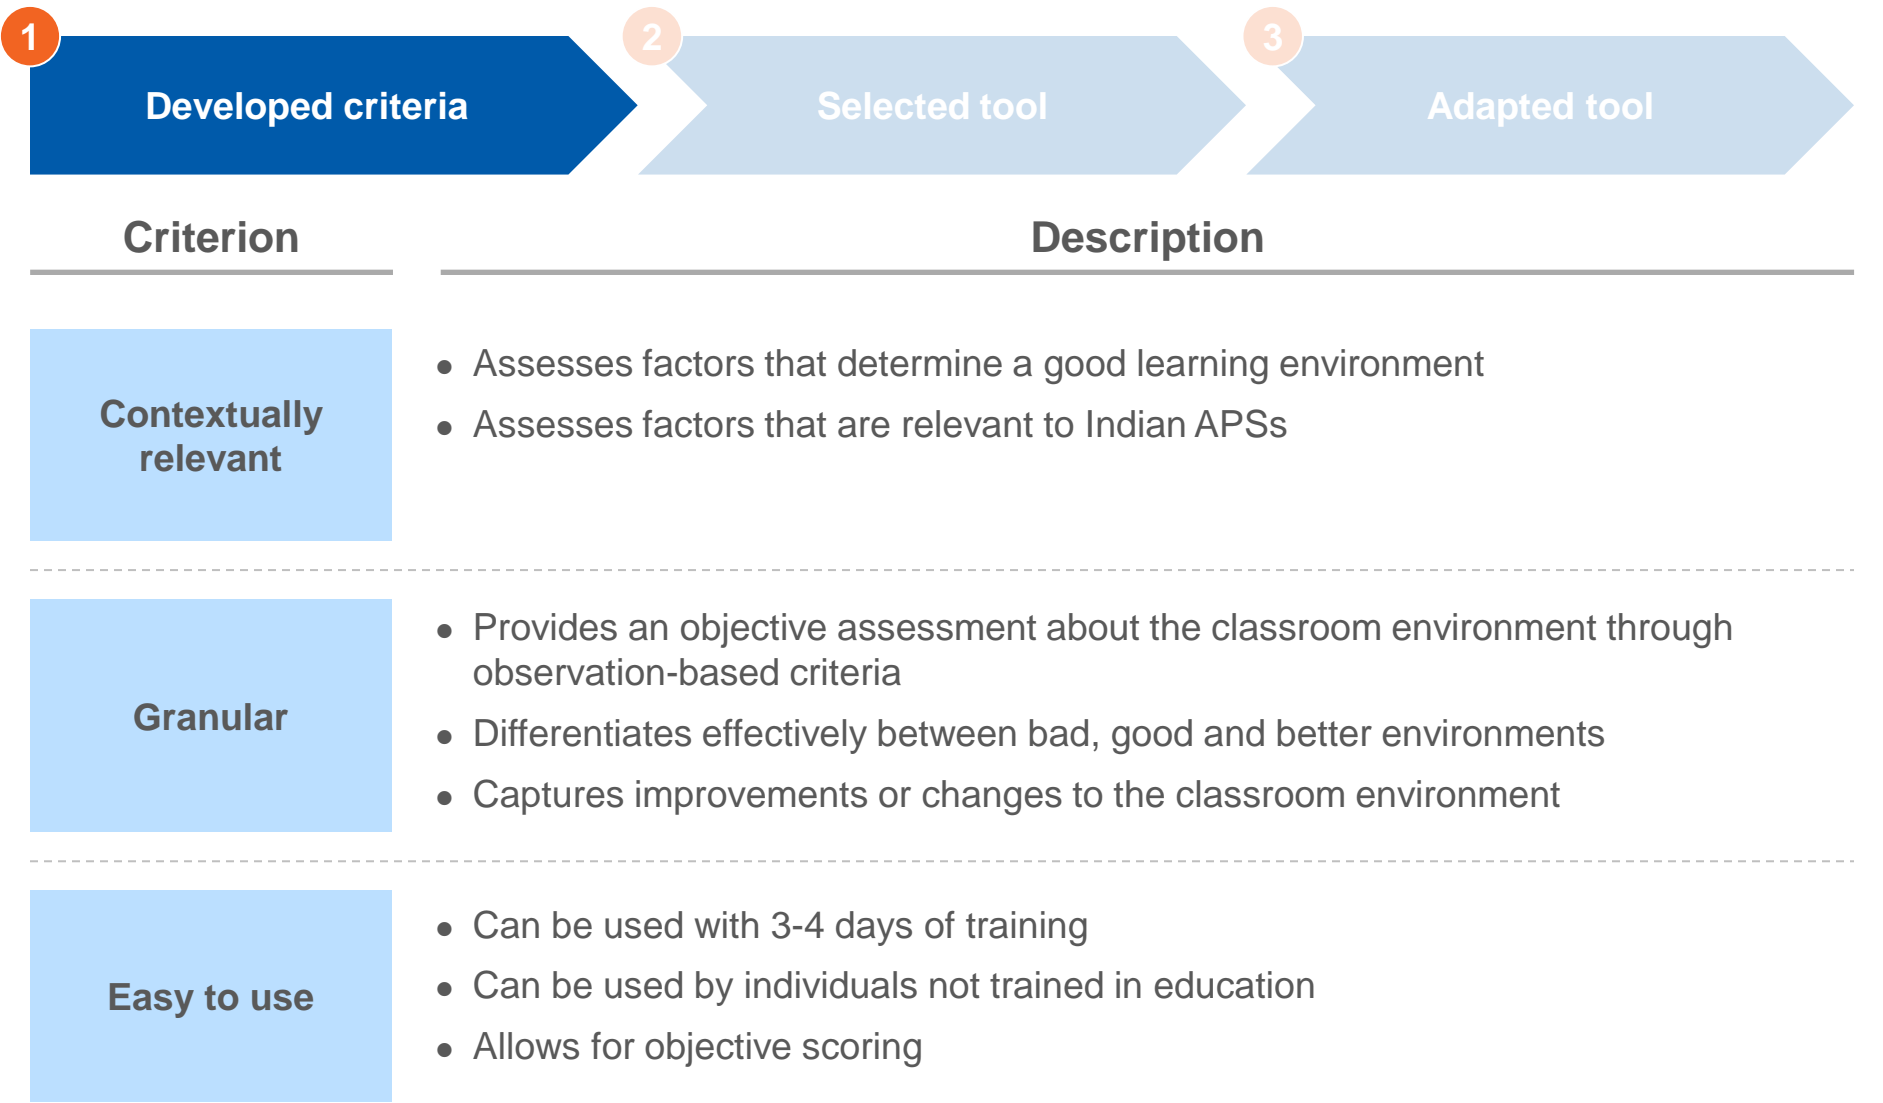 1
2
3
Developed criteria
Selected tool
Adapted tool
Criterion
Description
Contextually
relevant
● Assesses factors that determine a good learning environment
● Assesses factors that are relevant to Indian APSs
Granular
● Provides an objective assessment about the classroom environment through
observation-based criteria
● Differentiates effectively between bad, good and better environments
● Captures improvements or changes to the classroom environment
Easy to use
● Can be used with 3-4 days of training
● Can be used by individuals not trained in education
● Allows for objective scoring